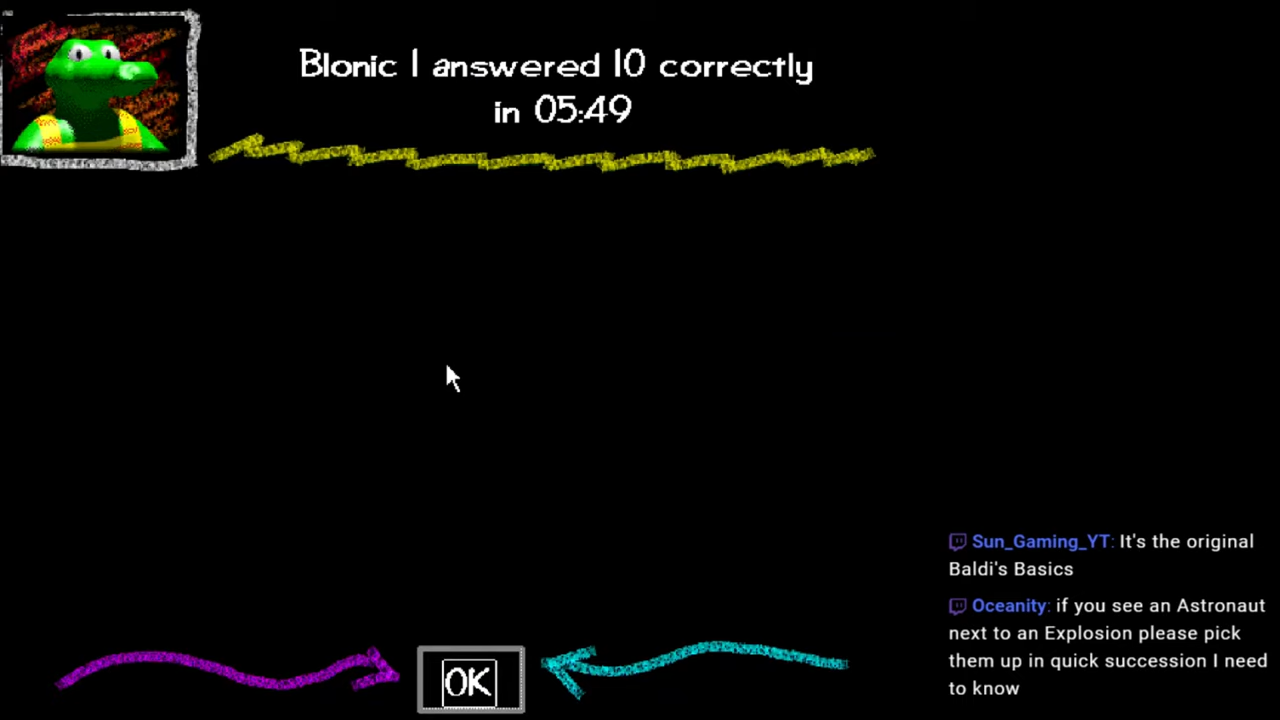 Blonic 1 answered 10 correctly
in 05:49
Sun_Gaming_YT: It's the original
Baldi's Basics
Oceanity: if you see an Astronaut
next to an Explosion please pick
them up in quick succession I need
to know
OK